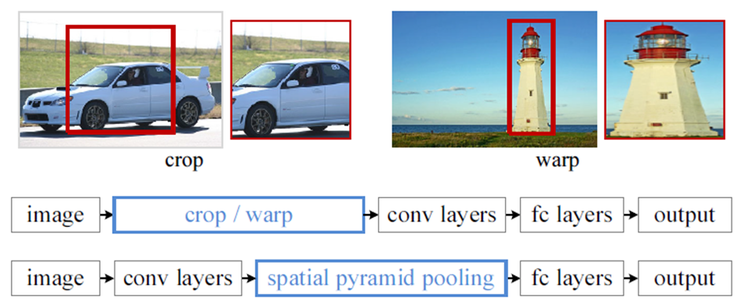 crop
warp
image
crop / warp
conv layers
fc layers
output
image
conv layers
spatial pyramid pooling
fc layers
output